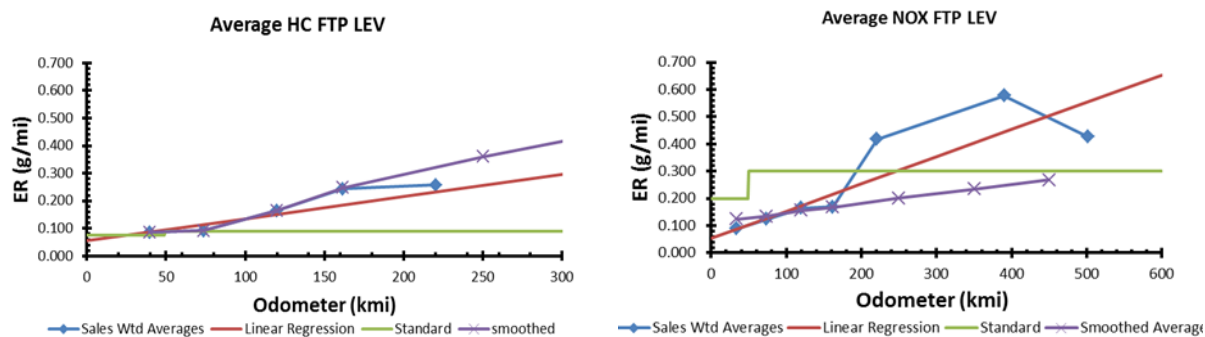 Average HC FTP LEV
0.700
0.600
0.500
0.400
0.300
0.200
0.100
0.000
ER (g/mi)
0 50 100 150 200 250 300
Odometer (kmi)
Sales Wtd Averages Linear Regression Standard smoothed
Average NOX FTP LEV
0.700
0.600
0.500
0.400
0.300
0.200
0.100
0.000
ER (g/mi)
0 100 200 300 400 500 600
Odometer (kmi)
Sales Wtd Averages Linear Regression Standard Smoothed Average